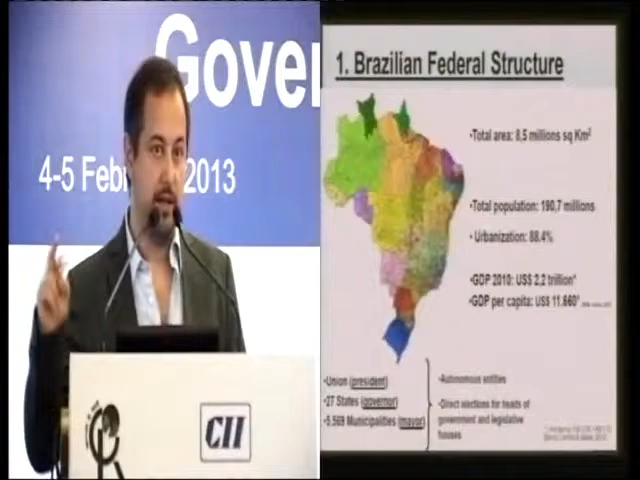 Gover
4-5 Feb 2013
CII
1. Brazilian Federal Structure
•Total area: 8,5 millions sq Km²
•Total population: 190,7 millions
•Urbanization: 88.4%
•GDP 2010: US$ 2,2 trillion*
•GDP per capita: US$ 11.660*
•Union (president)
•27 States (governor)
•5.569 Municipalities (mayor)
•Autonomous entities
•Direct elections for heads of
government and legislative
houses